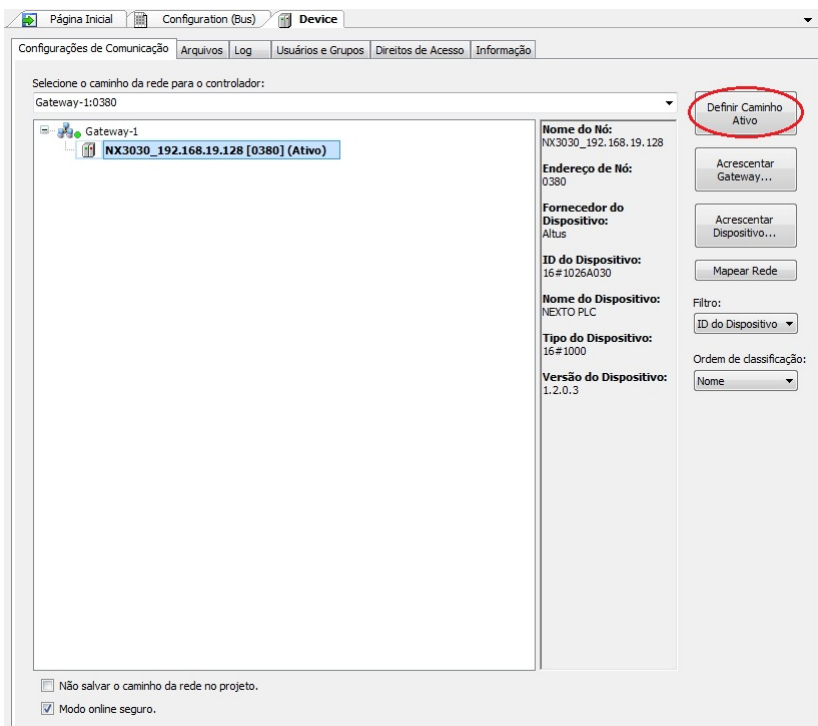 Página Inicial
Configuration (Bus)
Device
Configurações de Comunicação
Arquivos
Log
Usuários e Grupos
Direitos de Acesso
Informação
Selecione o caminho da rede para o controlador:
Gateway-1:0380
Gateway-1
NX3030_192.168.19.128 [0380] (Ativo)
Nome do Nó:
NX3030_192.168.19.128
Endereço de Nó:
0380
Fornecedor do
Dispositivo:
Altus
ID do Dispositivo:
16#1026A030
Nome do Dispositivo:
NEXTO PLC
Tipo do Dispositivo:
16#1000
Versão do Dispositivo:
1.2.0.3
Definir Caminho
Ativo
Acrescentar
Gateway...
Acrescentar
Dispositivo...
Mapear Rede
Filtro:
ID do Dispositivo
Ordem de classificação:
Nome
Não salvar o caminho da rede no projeto.
Modo online seguro.